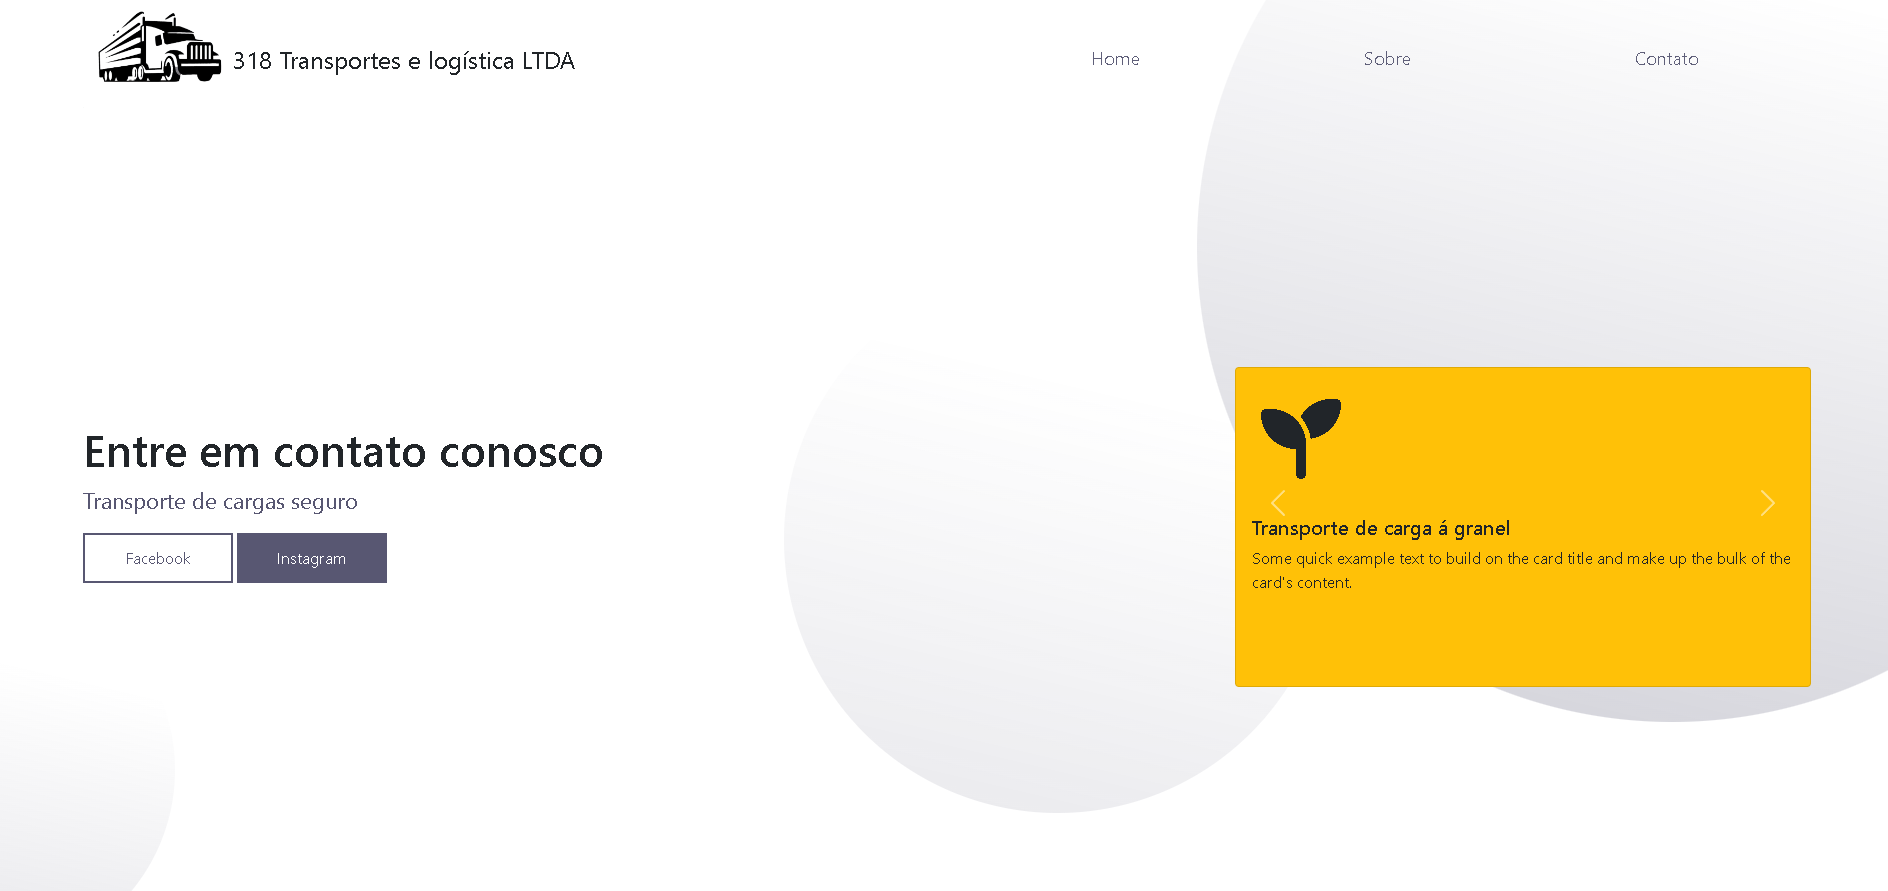 318 Transportes e logística LTDA
Home
Sobre
Contato
Entre em contato conosco
Transporte de cargas seguro
Facebook
Instagram
Transporte de carga á granel
Some quick example text to build on the card title and make up the bulk of the
card's content.